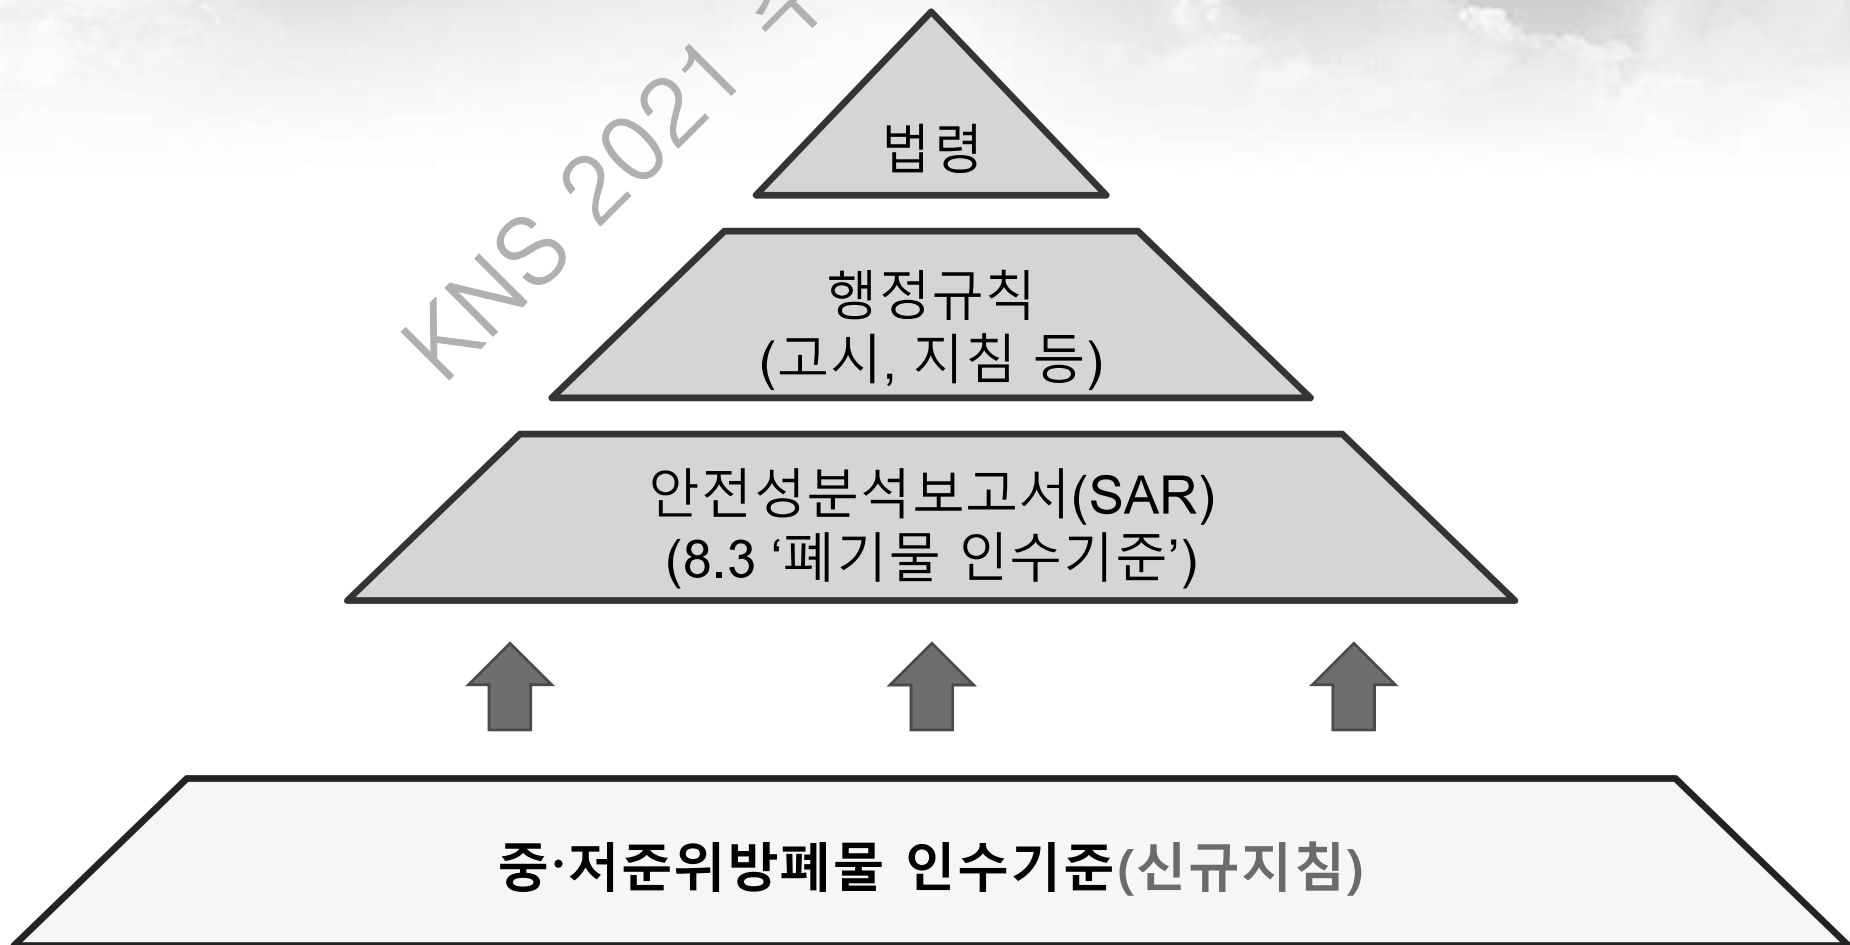 KNS 2021
법령
행정규칙
(고시, 지침 등)
안전성분석보고서(SAR)
(8.3 ‘폐기물 인수기준’)
중·저준위방폐물 인수기준(신규지침)